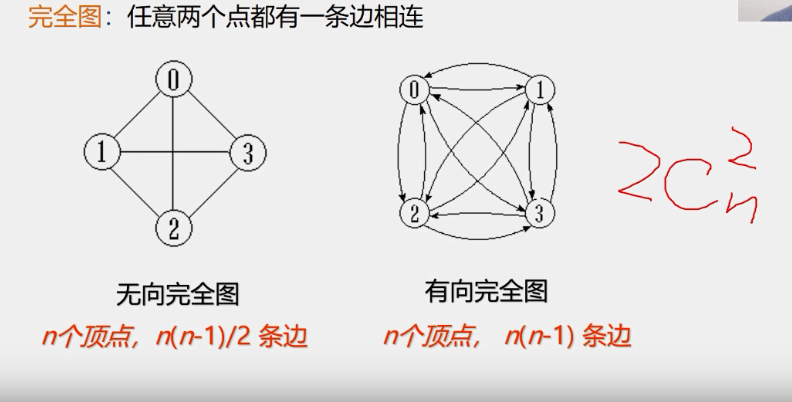 完全图：任意两个点都有一条边相连
0
1
3
2
0
1
2
3
2C²ₙ
无向完全图
有向完全图
n个顶点，n(n-1)/2 条边
n个顶点， n(n-1) 条边